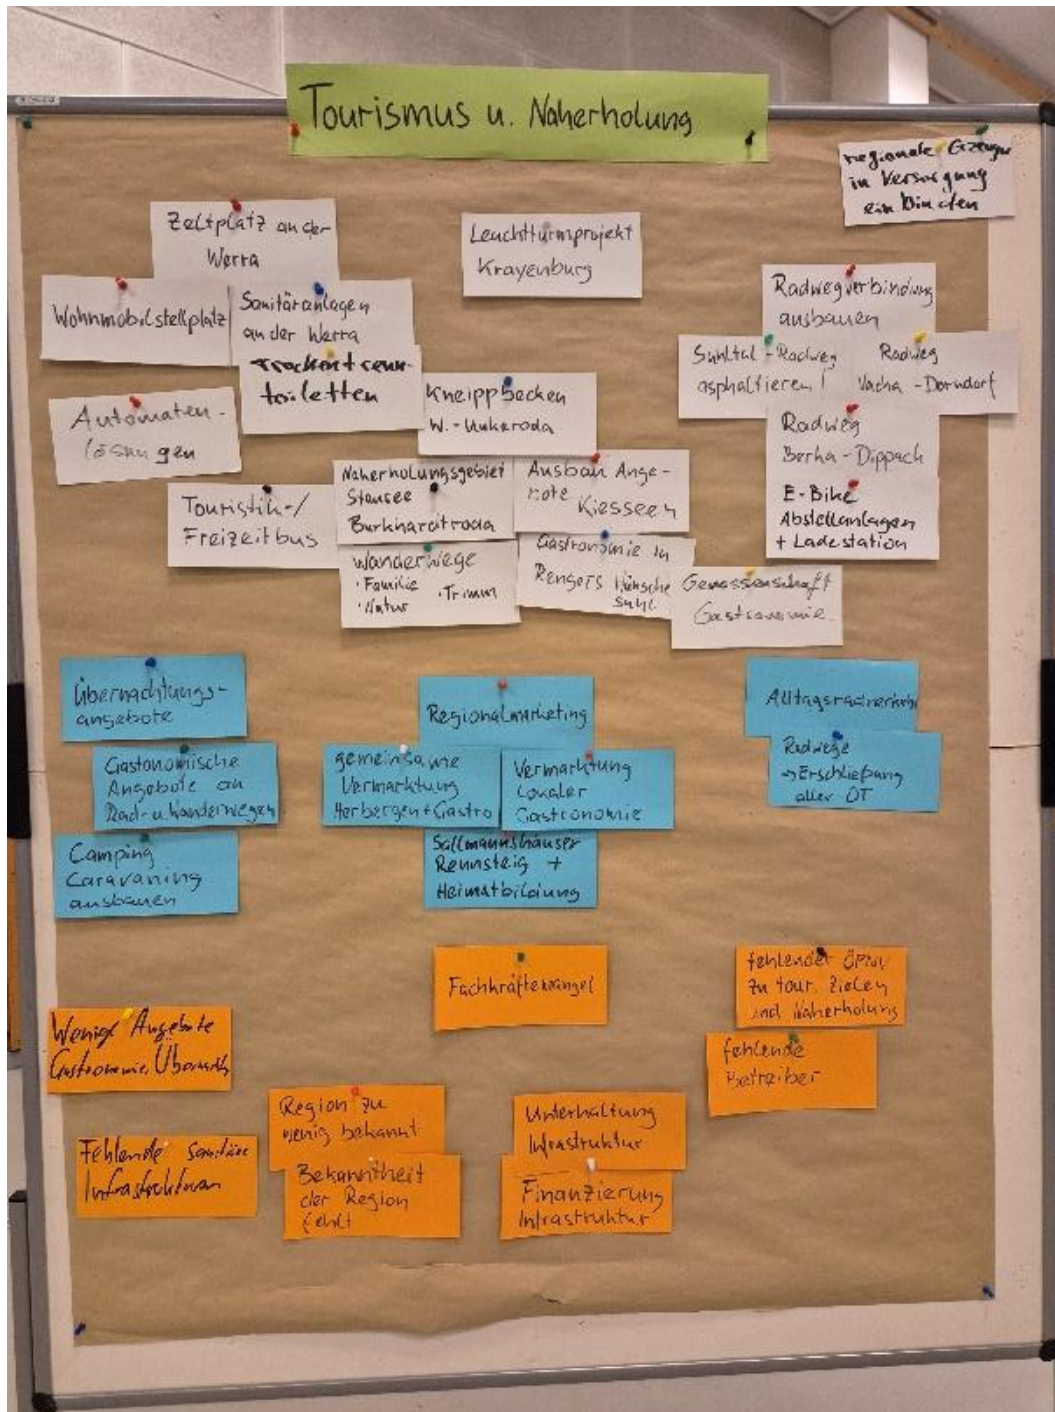 Tourismus u. Naherholung
regionale Erzeuger
in Versorgung
einbinden
Zeltplatz an der
Werra
Leuchtturmprojekt
Krayenburg
Wohnmobilstellplatz
Sanitäranlagen
an der Werra
Trockentrenn-
toiletten
Radwegverbindung
ausbauen
Suhltal-Radweg
asphaltieren!
Radweg
Vacha - Dorndorf
Automaten-
lösungen
Kneippbecken
W.-Unkeroda
Radweg
Berka - Dippach
E-Bike
Abstellanlagen
+ Ladestation
Touristik-/
Freizeitbus
Naherholungsgebiet
Stausee
Burkhardtroda
Ausbau Ange-
bote Kiesseen
Wanderwege
· Familie
· Natur · Trimm
Gastronomie in
Rengers Hünsche
Suhl
Genossenschaft
Gastronomie
Übernachtungs-
angebote
Gastonomische
Angebote an
Rad- u. Wanderwegen
Camping
Caravaning
ausbauen
Regionalmarketing
gemeinsame
Vermarktung
Herbergen + Gastro
Vermarktung
Lokaler
Gastronomie
Sallmannshäuser
Rennsteig +
Heimatbildung
Alltagsradverkehr
Radwege
→ Erschließung
aller OT
Fachkräftemangel
fehlender ÖPNV
zu tour. Zielen
und Naherholung
fehlende
Betreiber
Wenige Angebote
Gastronomie, Übernacht
Region zu
wenig bekannt
Unterhaltung
Infrastruktur
Fehlende sanitäre
Infrastrukturen
Bekanntheit
der Region
fehlt
Finanzierung
Infrastruktur